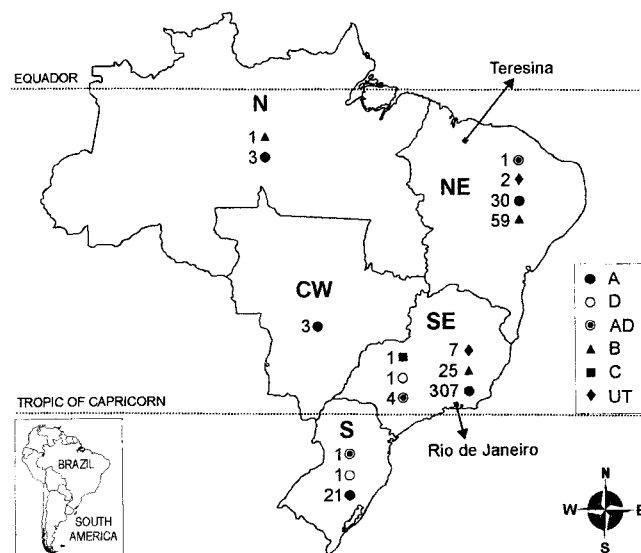 EQUADOR
Teresina
N
1
3
NE
1
2
30
59
CW
3
SE
7
25
307
1
1
4
A
D
AD
B
C
UT
TROPIC OF CAPRICORN
Rio de Janeiro
S
1
1
21
BRAZIL
SOUTH
AMERICA
N
W E
S